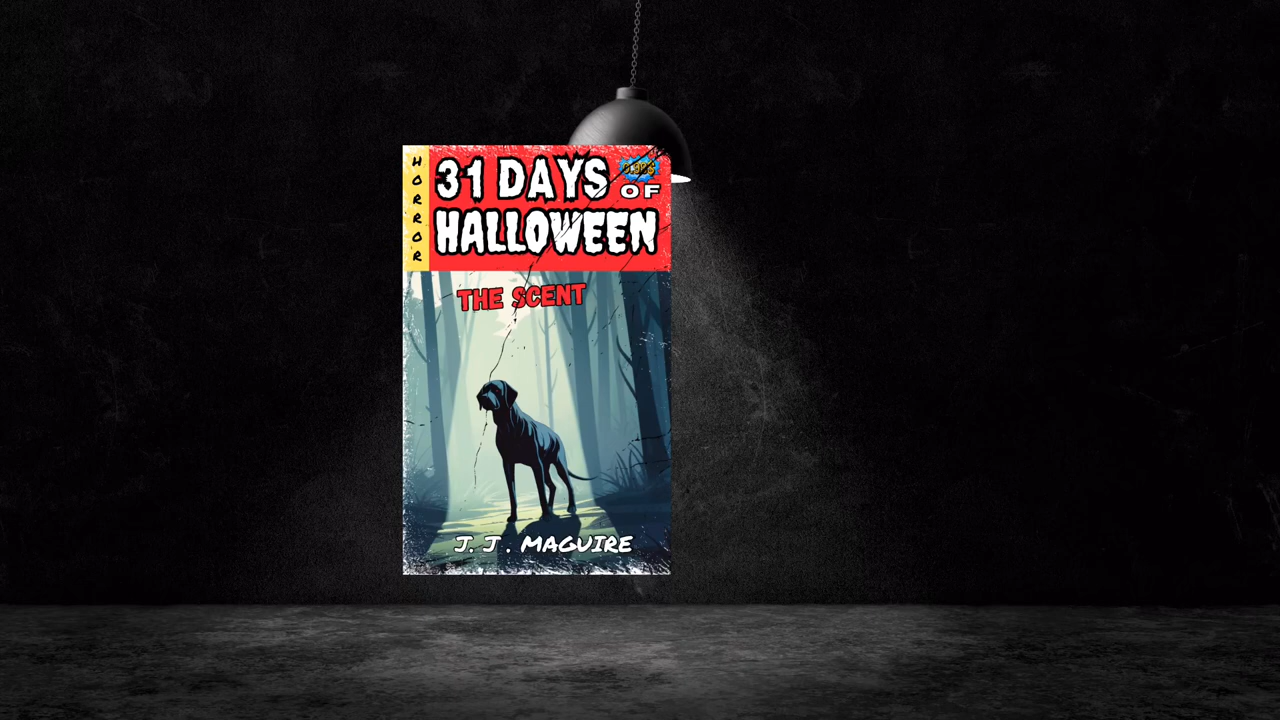 HORROR
31 DAYS
OF
HALLOWEEN
THE SCENT
J. J. MAGUIRE